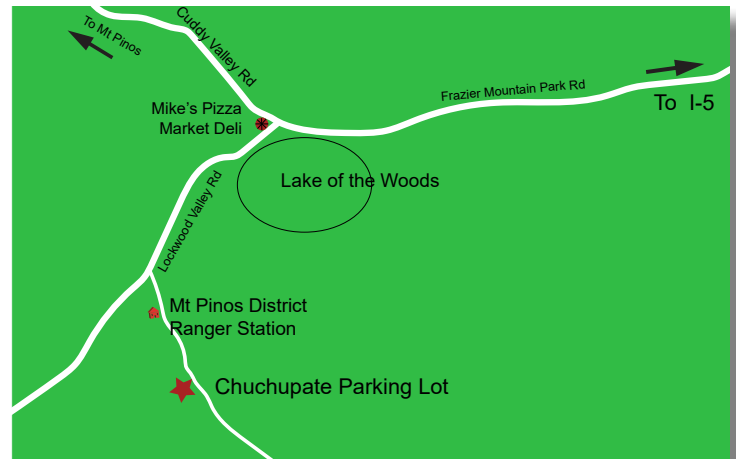 To Mt Pinos
Cuddy Valley Rd
Frazier Mountain Park Rd
To I-5
Mike's Pizza
Market Deli
Lake of the Woods
Lockwood Valley Rd
Mt Pinos District
Ranger Station
Chuchupate Parking Lot